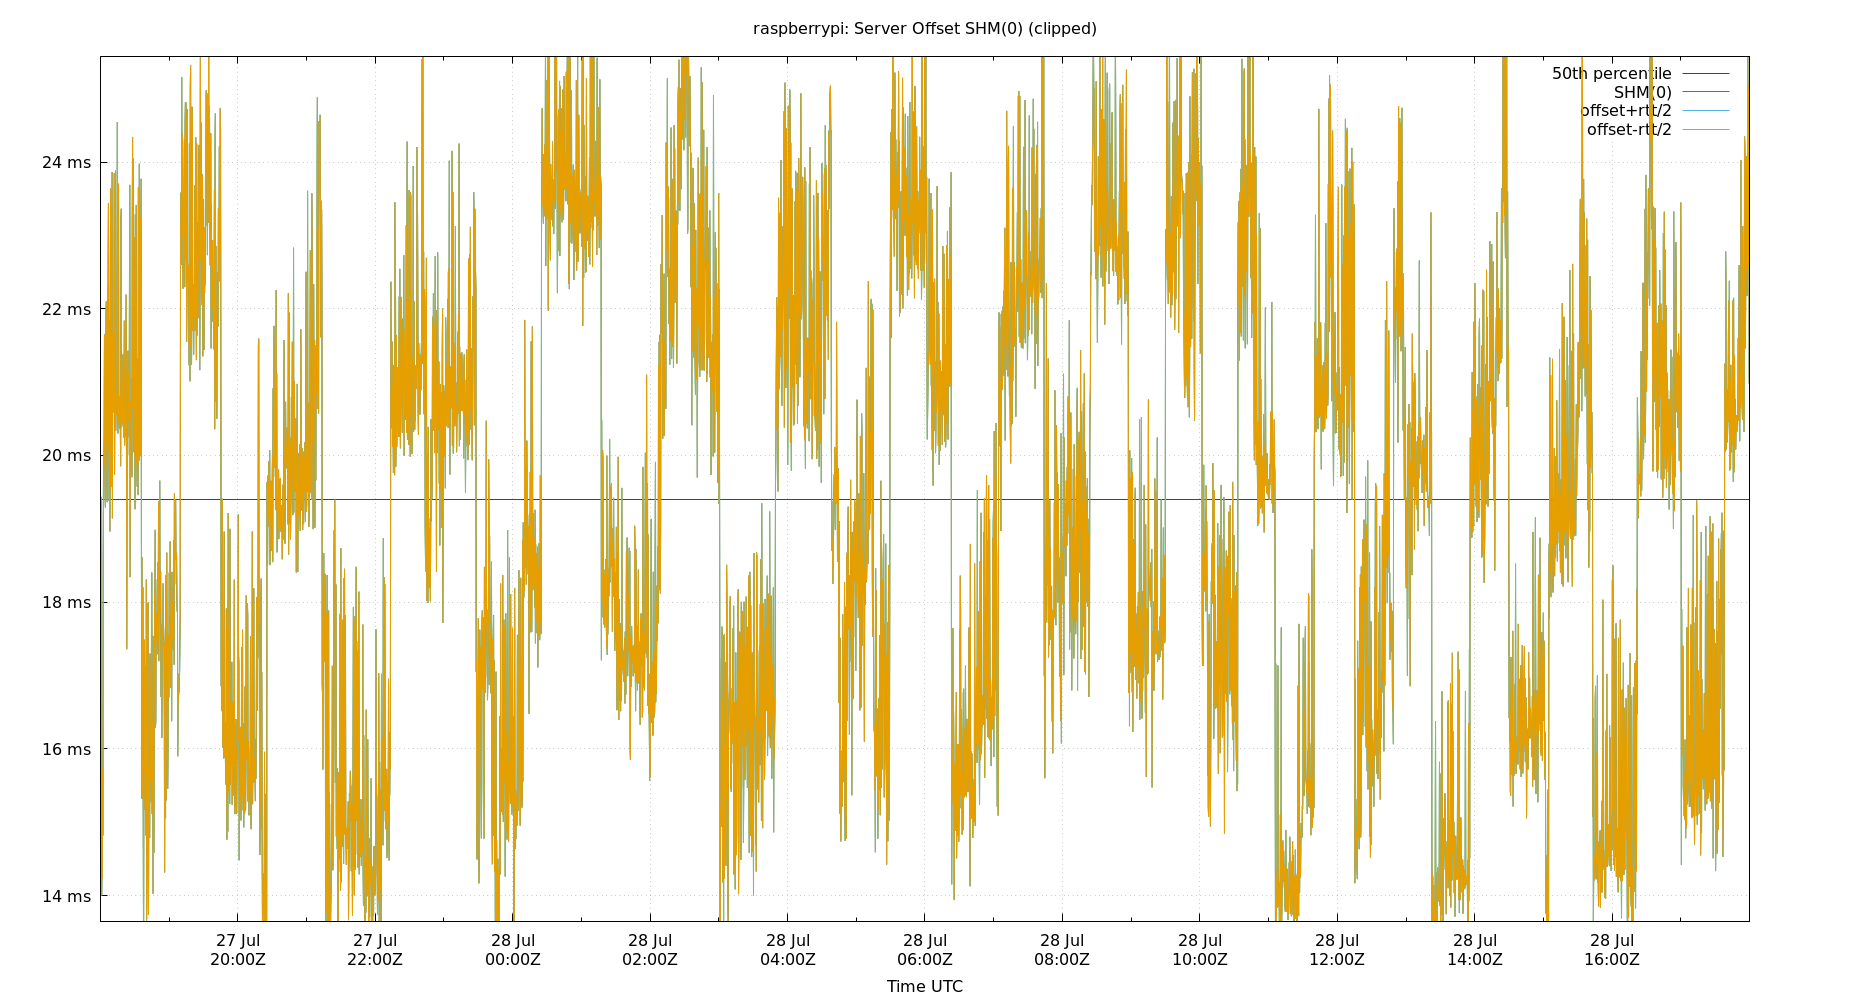 raspberrypi: Server Offset SHM(0) (clipped)
50th percentile
SHM(0)
offset+rtt/2
offset-rtt/2
24 ms
22 ms
20 ms
18 ms
16 ms
14 ms
27 Jul 27 Jul 28 Jul 28 Jul 28 Jul 28 Jul 28 Jul 28 Jul 28 Jul 28 Jul 28 Jul
20:00Z 22:00Z 00:00Z 02:00Z 04:00Z 06:00Z 08:00Z 10:00Z 12:00Z 14:00Z 16:00Z
Time UTC